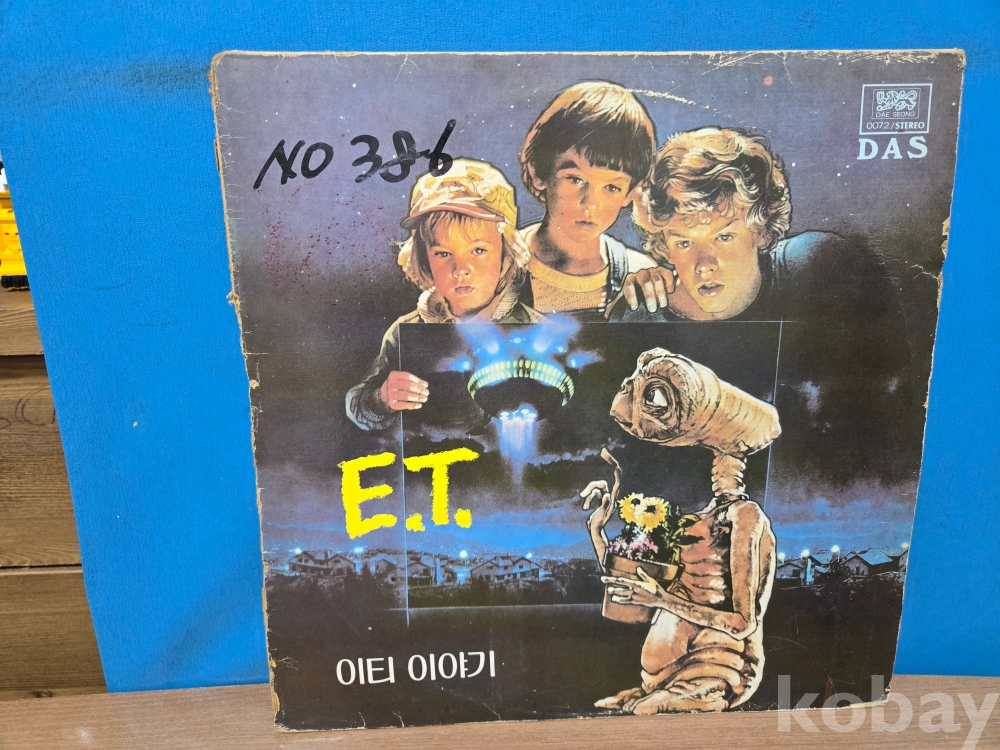 DAE SEONG
0072/STEREO
DAS
NO 386
E.T.
이티 이야기
kobay